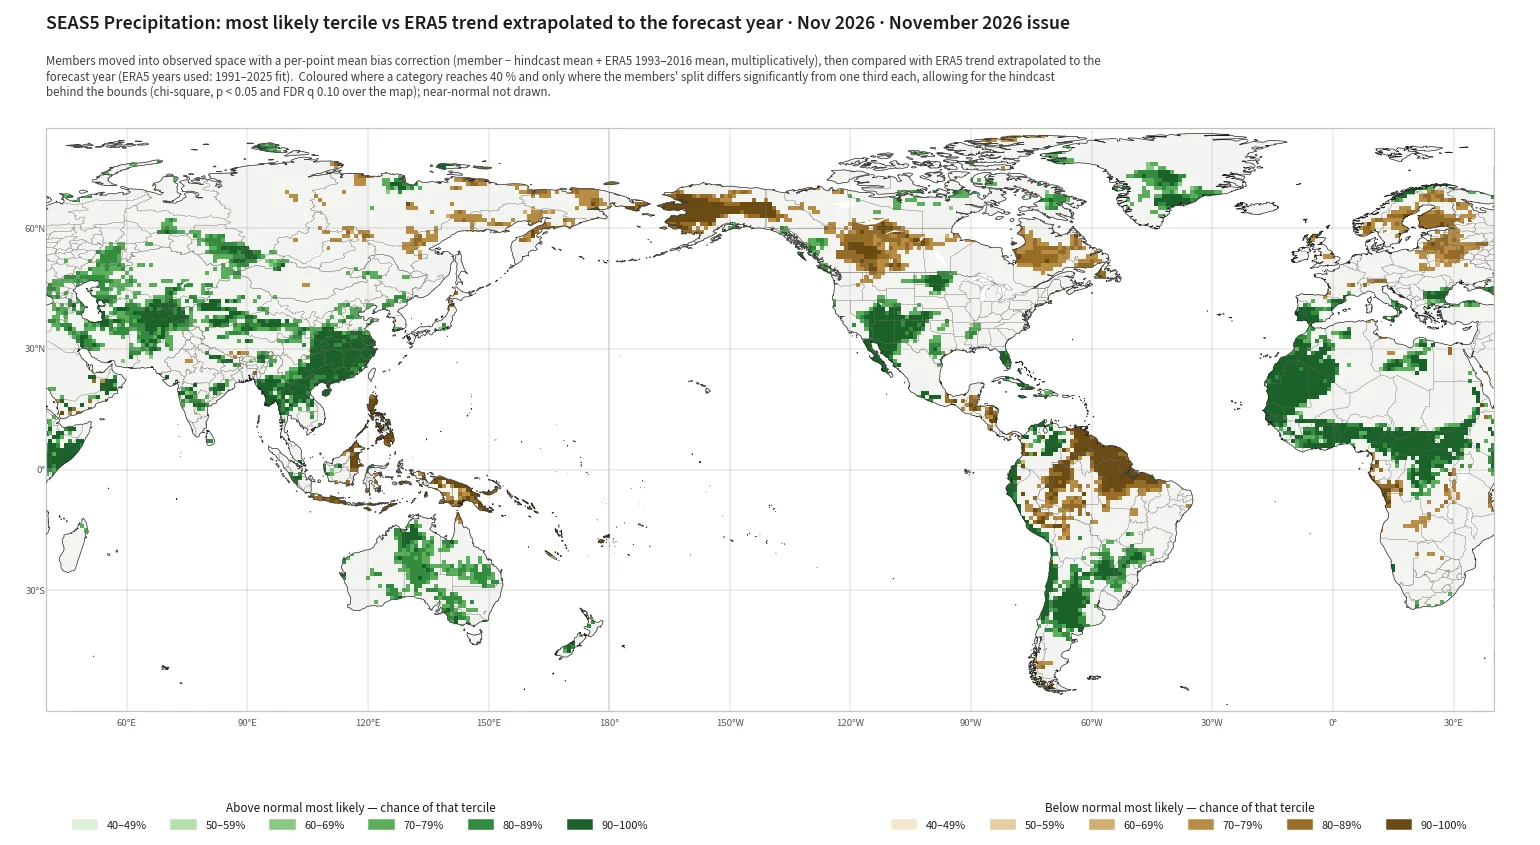 SEAS5 Precipitation: most likely tercile vs ERA5 trend extrapolated to the forecast year · Nov 2026 · November 2026 issue
Members moved into observed space with a per-point mean bias correction (member − hindcast mean + ERA5 1993–2016 mean, multiplicatively), then compared with ERA5 trend extrapolated to the
forecast year (ERA5 years used: 1991–2025 fit). Coloured where a category reaches 40 % and only where the members' split differs significantly from one third each, allowing for the hindcast
behind the bounds (chi-square, p < 0.05 and FDR q 0.10 over the map); near-normal not drawn.
60°N
30°N
0°
30°S
60°E 90°E 120°E 150°E 180° 150°W 120°W 90°W 60°W 30°W 0° 30°E
Above normal most likely — chance of that tercile
40–49% 50–59% 60–69% 70–79% 80–89% 90–100%
Below normal most likely — chance of that tercile
40–49% 50–59% 60–69% 70–79% 80–89% 90–100%